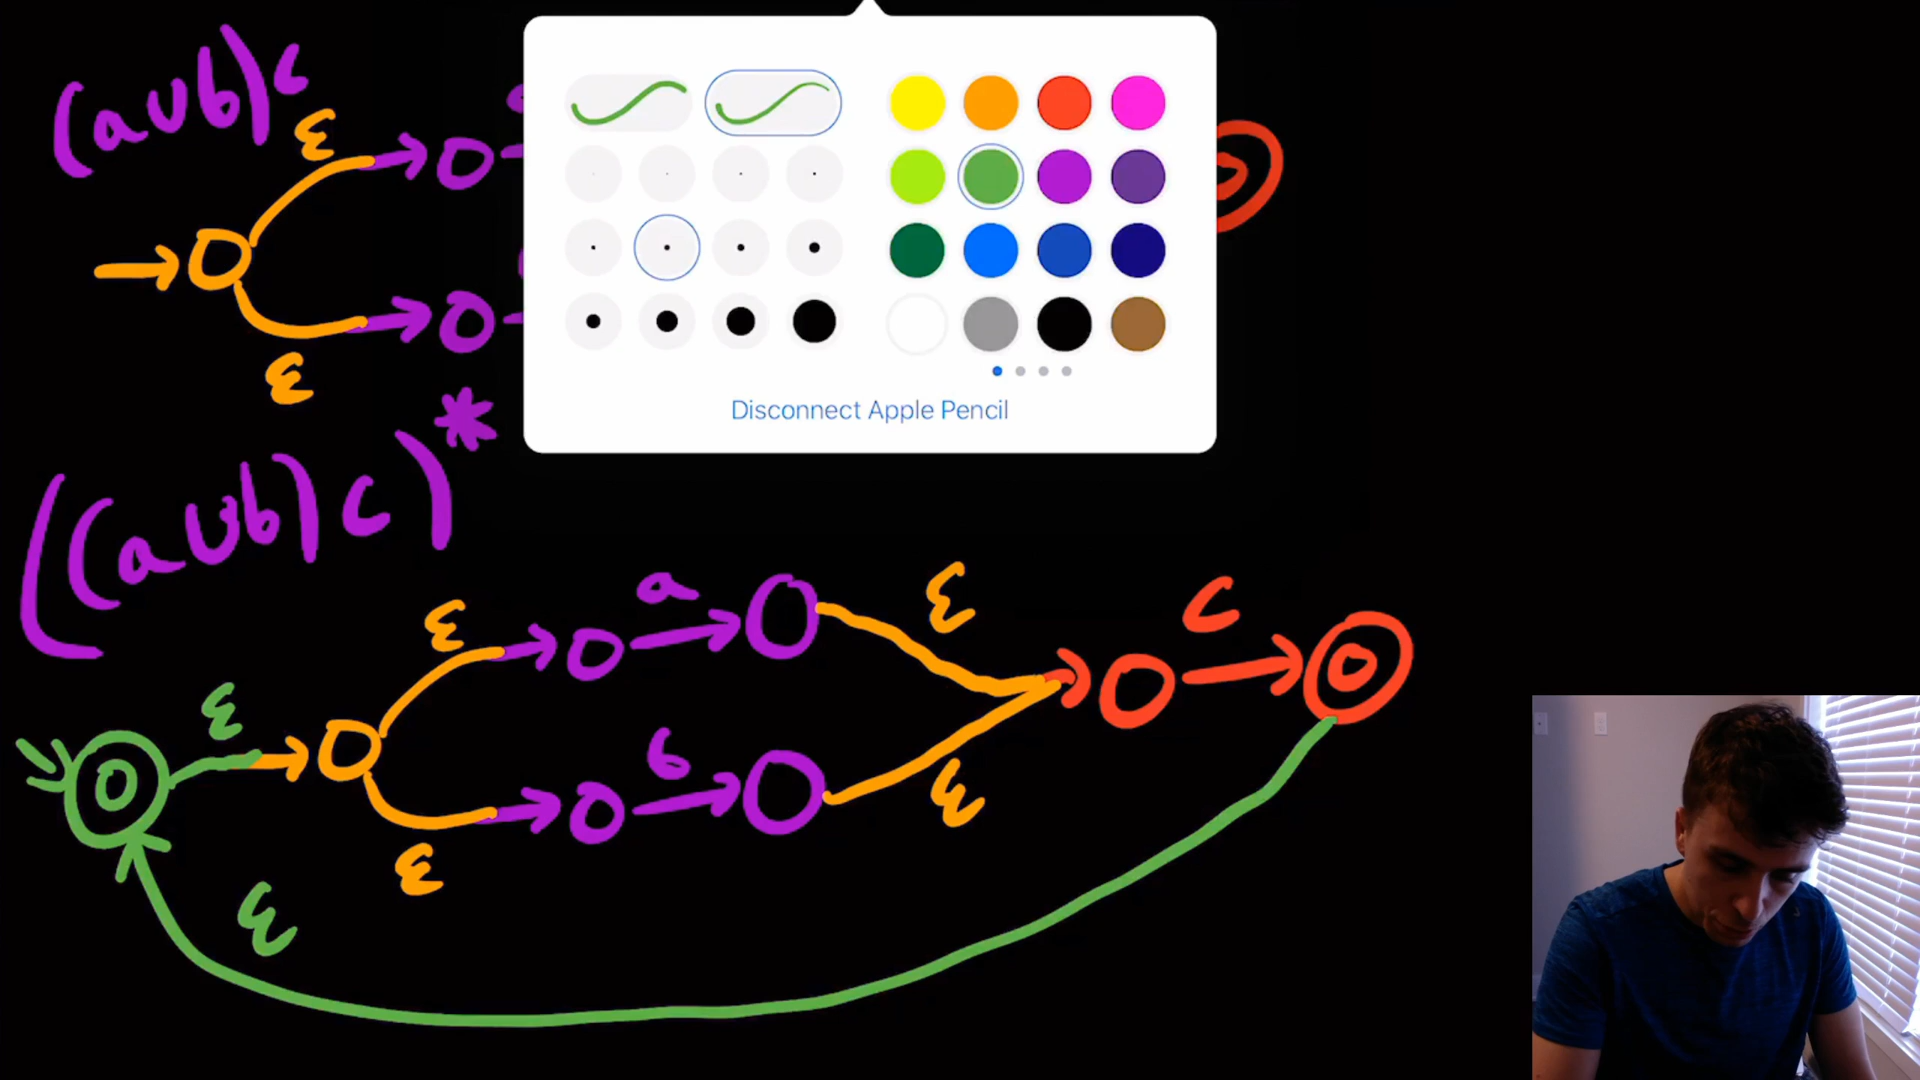 (a∪b)c
ε
ε
Disconnect Apple Pencil
((a∪b)c)*
ε a ε c
ε b ε
ε
ε